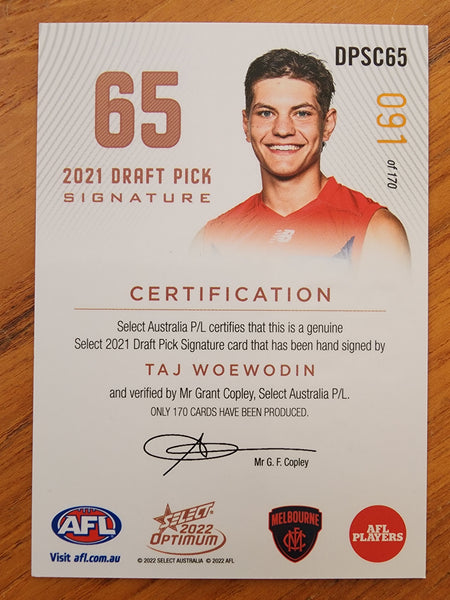 DPSC65
65
091
of 170
2021 DRAFT PICK
SIGNATURE
CERTIFICATION
Select Australia P/L certifies that this is a genuine
Select 2021 Draft Pick Signature card that has been hand signed by
TAJ WOEWODIN
and verified by Mr Grant Copley, Select Australia P/L.
ONLY 170 CARDS HAVE BEEN PRODUCED.
Mr G. F. Copley
AFL
Visit afl.com.au
SELECT
2022
OPTIMUM
© 2022 SELECT AUSTRALIA © 2022 AFL
MELBOURNE
AFL
PLAYERS